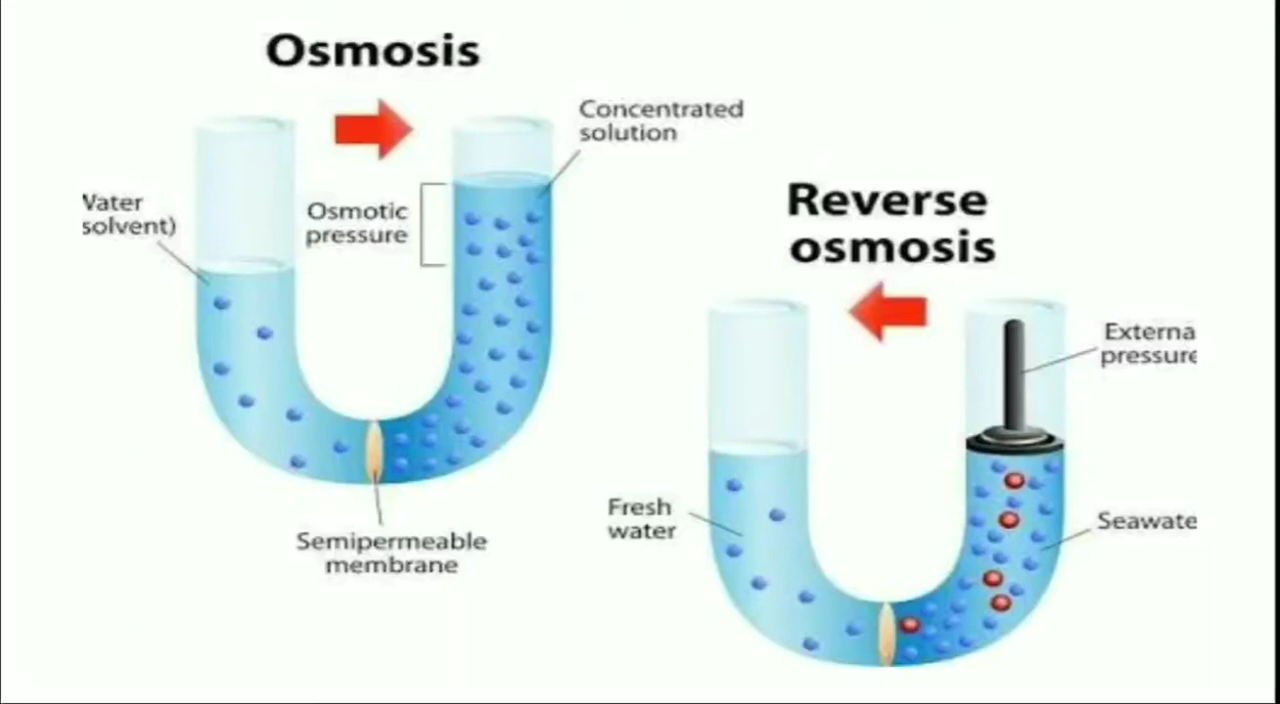 Osmosis
Concentrated
solution
Vater
solvent)
Osmotic
pressure
Semipermeable
membrane
Reverse
osmosis
Externa
pressure
Fresh
water
Seawate